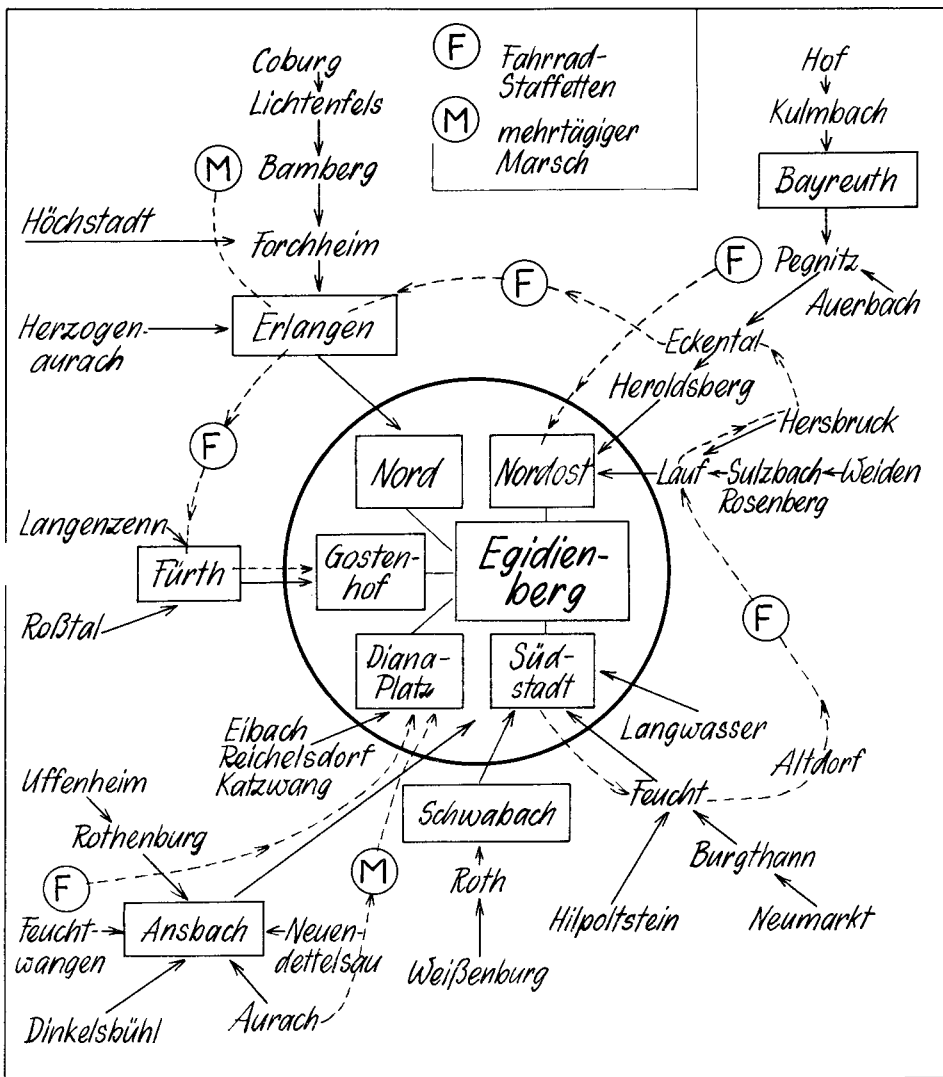 F
Fahrrad-
Staffetten
M
mehrtägiger
Marsch
Coburg
Lichtenfels
Bamberg
M
Höchstadt
Forchheim
Herzogen-
aurach
Erlangen
Hof
Kulmbach
Bayreuth
Pegnitz
Auerbach
F
F
Eckental
Heroldsberg
Hersbruck
Lauf
Sulzbach
Rosenberg
Weiden
F
Langenzenn
Fürth
Roßtal
Nord
Nordost
Gostenhof-
hof
Egidien-
berg
Diana-
Platz
Süd-
stadt
Langwasser
F
Altdorf
Eibach
Reichelsdorf
Katzwang
Uffenheim
Rothenburg
F
Feucht-
wangen
Ansbach
Neuen-
dettelsau
Dinkelsbühl
Aurach
M
Schwabach
Roth
Weißenburg
Feucht
Burgthann
Hilpoltstein
Neumarkt